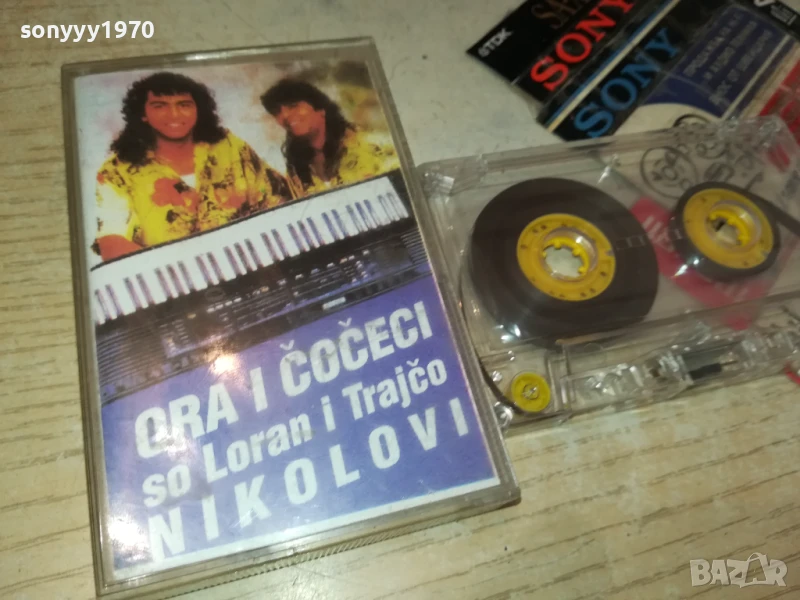 sonyyy1970
TDK
SONY
SONY
ORA I ČOČECI
so Loran i Trajčo
NIKOLOVI
BAZAR